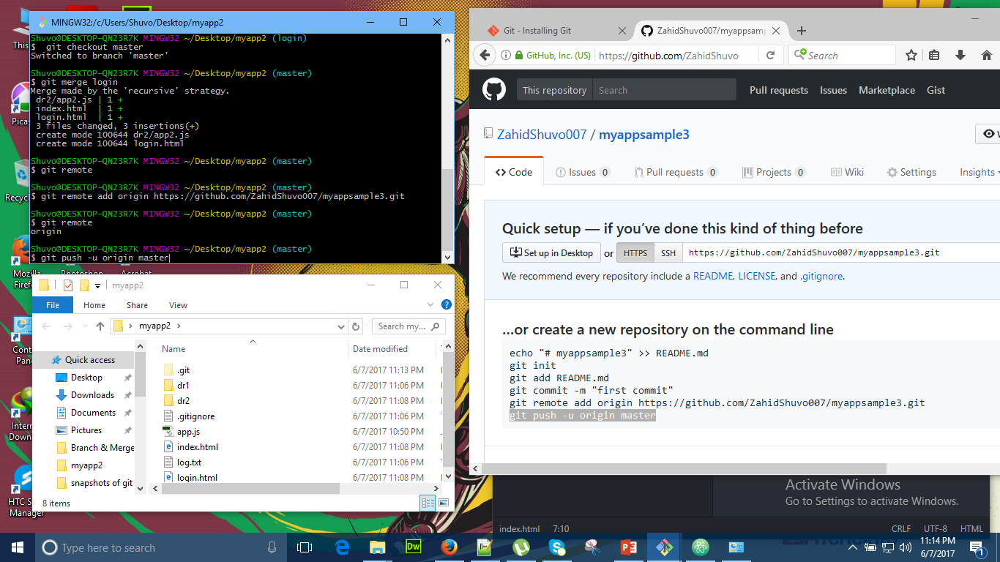 MINGW32:/c/Users/Shuvo/Desktop/myapp2
Shuvo@DESKTOP-QN23R7K MINGW32 ~/Desktop/myapp2 (login)
$  git checkout master
Switched to branch 'master'
Shuvo@DESKTOP-QN23R7K MINGW32 ~/Desktop/myapp2 (master)
$ git merge login
Merge made by the 'recursive' strategy.
dr2/app2.js | 1 +
index.html  | 1 +
login.html  | 1 +
3 files changed, 3 insertions(+)
create mode 100644 dr2/app2.js
create mode 100644 login.html
Shuvo@DESKTOP-QN23R7K MINGW32 ~/Desktop/myapp2 (master)
$ git remote
Shuvo@DESKTOP-QN23R7K MINGW32 ~/Desktop/myapp2 (master)
$ git remote add origin https://github.com/ZahidShuvo007/myappsample3.git
Shuvo@DESKTOP-QN23R7K MINGW32 ~/Desktop/myapp2 (master)
$ git remote
origin
Shuvo@DESKTOP-QN23R7K MINGW32 ~/Desktop/myapp2 (master)
$ git push -u origin master
myapp2
File Home Share View
myapp2
Search my...
Name Date modified
Quick access
Desktop
Downloads
Documents
Pictures
Branch & Merge
myapp2
snapshots of git
.git 6/7/2017 11:13 PM
dr1 6/7/2017 11:06 PM
dr2 6/7/2017 11:08 PM
.gitignore 6/7/2017 11:06 PM
app.js 6/7/2017 10:50 PM
index.html 6/7/2017 11:08 PM
log.txt 6/7/2017 11:06 PM
login.html 6/7/2017 11:08 PM
8 items
Git - Installing Git
ZahidShuvo007/myappsamp
GitHub, Inc. (US) https://github.com/ZahidShuvo
Search
This repository Search
Pull requests Issues Marketplace Gist
ZahidShuvo007 / myappsample3
Code Issues 0 Pull requests 0 Projects 0 Wiki Settings Insights
Quick setup — if you've done this kind of thing before
Set up in Desktop or HTTPS SSH https://github.com/ZahidShuvo007/myappsample3.git
We recommend every repository include a README, LICENSE, and .gitignore.
…or create a new repository on the command line
echo "# myappsample3" >> README.md
git init
git add README.md
git commit -m "first commit"
git remote add origin https://github.com/ZahidShuvo007/myappsample3.git
git push -u origin master
Activate Windows
Go to Settings to activate Windows.
index.html 7:10 CRLF UTF-8 HTML
HTC S
Manager
Type here to search
Dw
11:14 PM
6/7/2017
1